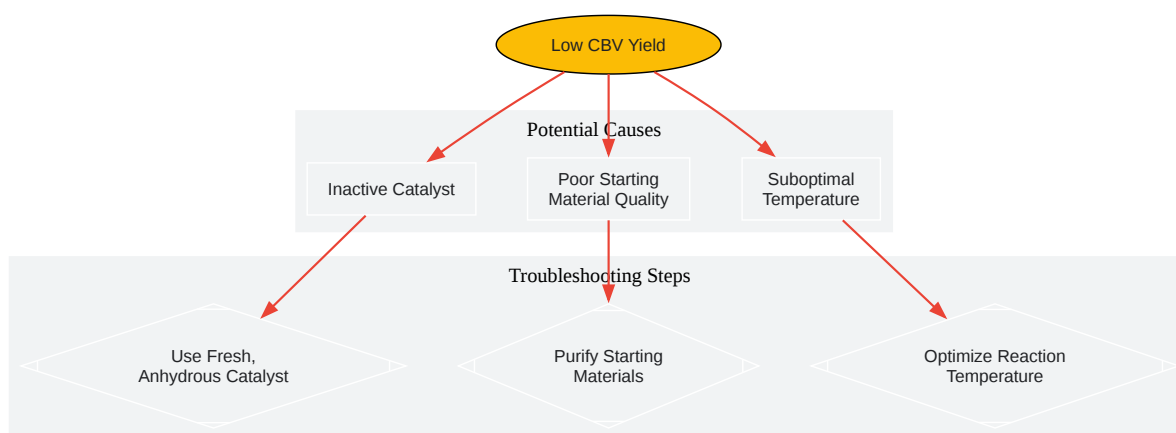 Low CBV Yield
Potential Causes
Inactive Catalyst
Poor Starting
Material Quality
Suboptimal
Temperature
Troubleshooting Steps
Use Fresh,
Anhydrous Catalyst
Purify Starting
Materials
Optimize Reaction
Temperature